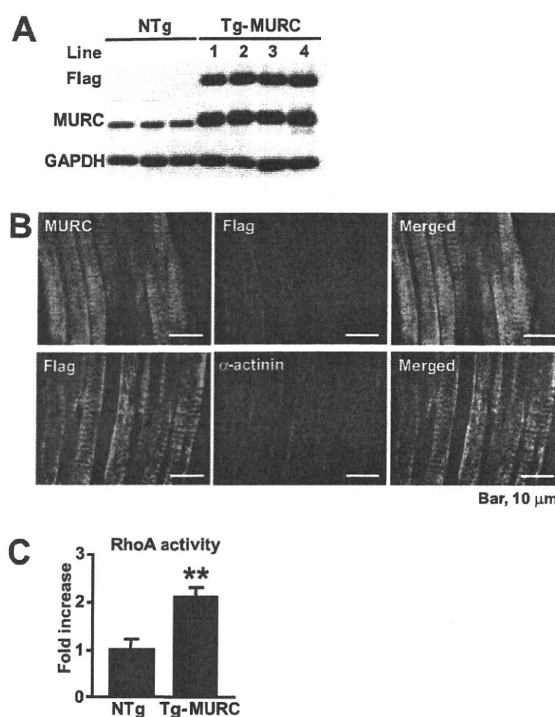 A
NTg Tg-MURC
Line 1 2 3 4
Flag
MURC
GAPDH
B
MURC Flag Merged
Flag α-actinin Merged
Bar, 10 μm
C
RhoA activity
**
Fold increase
3
2
1
0
NTg Tg-MURC